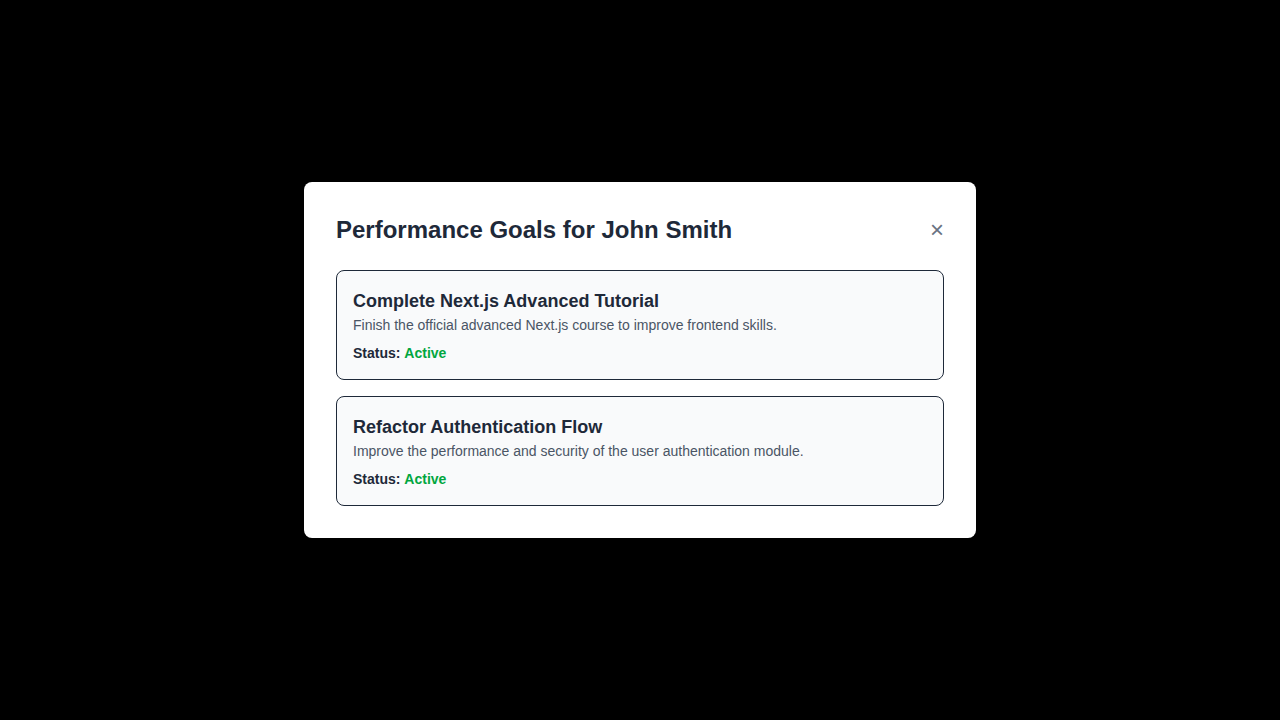 Performance Goals for John Smith ✕
Complete Next.js Advanced Tutorial
Finish the official advanced Next.js course to improve frontend skills.
Status: Active
Refactor Authentication Flow
Improve the performance and security of the user authentication module.
Status: Active